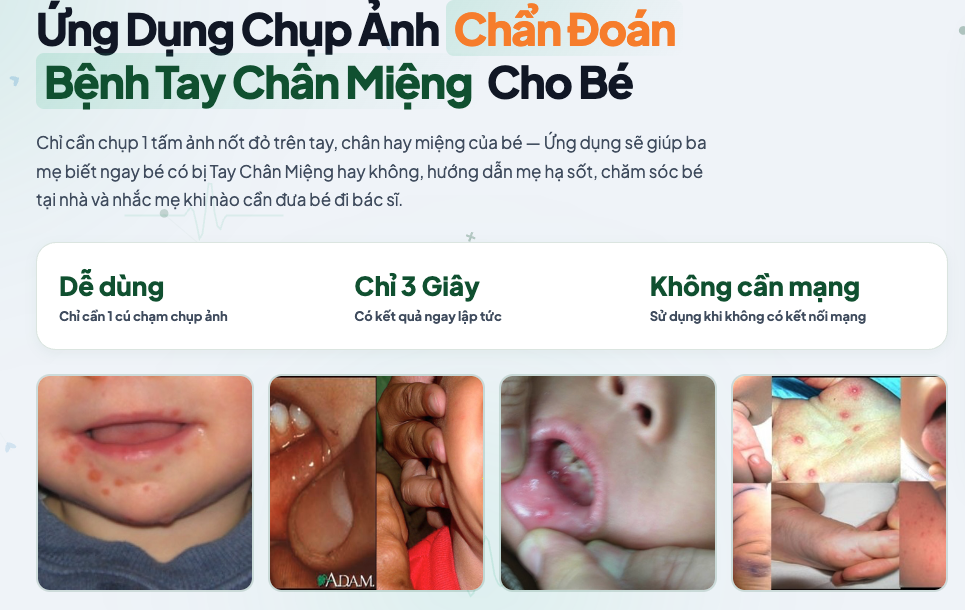 Ứng Dụng Chụp Ảnh Chẩn Đoán
Bệnh Tay Chân Miệng Cho Bé
Chỉ cần chụp 1 tấm ảnh nốt đỏ trên tay, chân hay miệng của bé — Ứng dụng sẽ giúp ba
mẹ biết ngay bé có bị Tay Chân Miệng hay không, hướng dẫn mẹ hạ sốt, chăm sóc bé
tại nhà và nhắc mẹ khi nào cần đưa bé đi bác sĩ.
Dễ dùng
Chỉ cần 1 cú chạm chụp ảnh
Chỉ 3 Giây
Có kết quả ngay lập tức
Không cần mạng
Sử dụng khi không có kết nối mạng
ADAM.